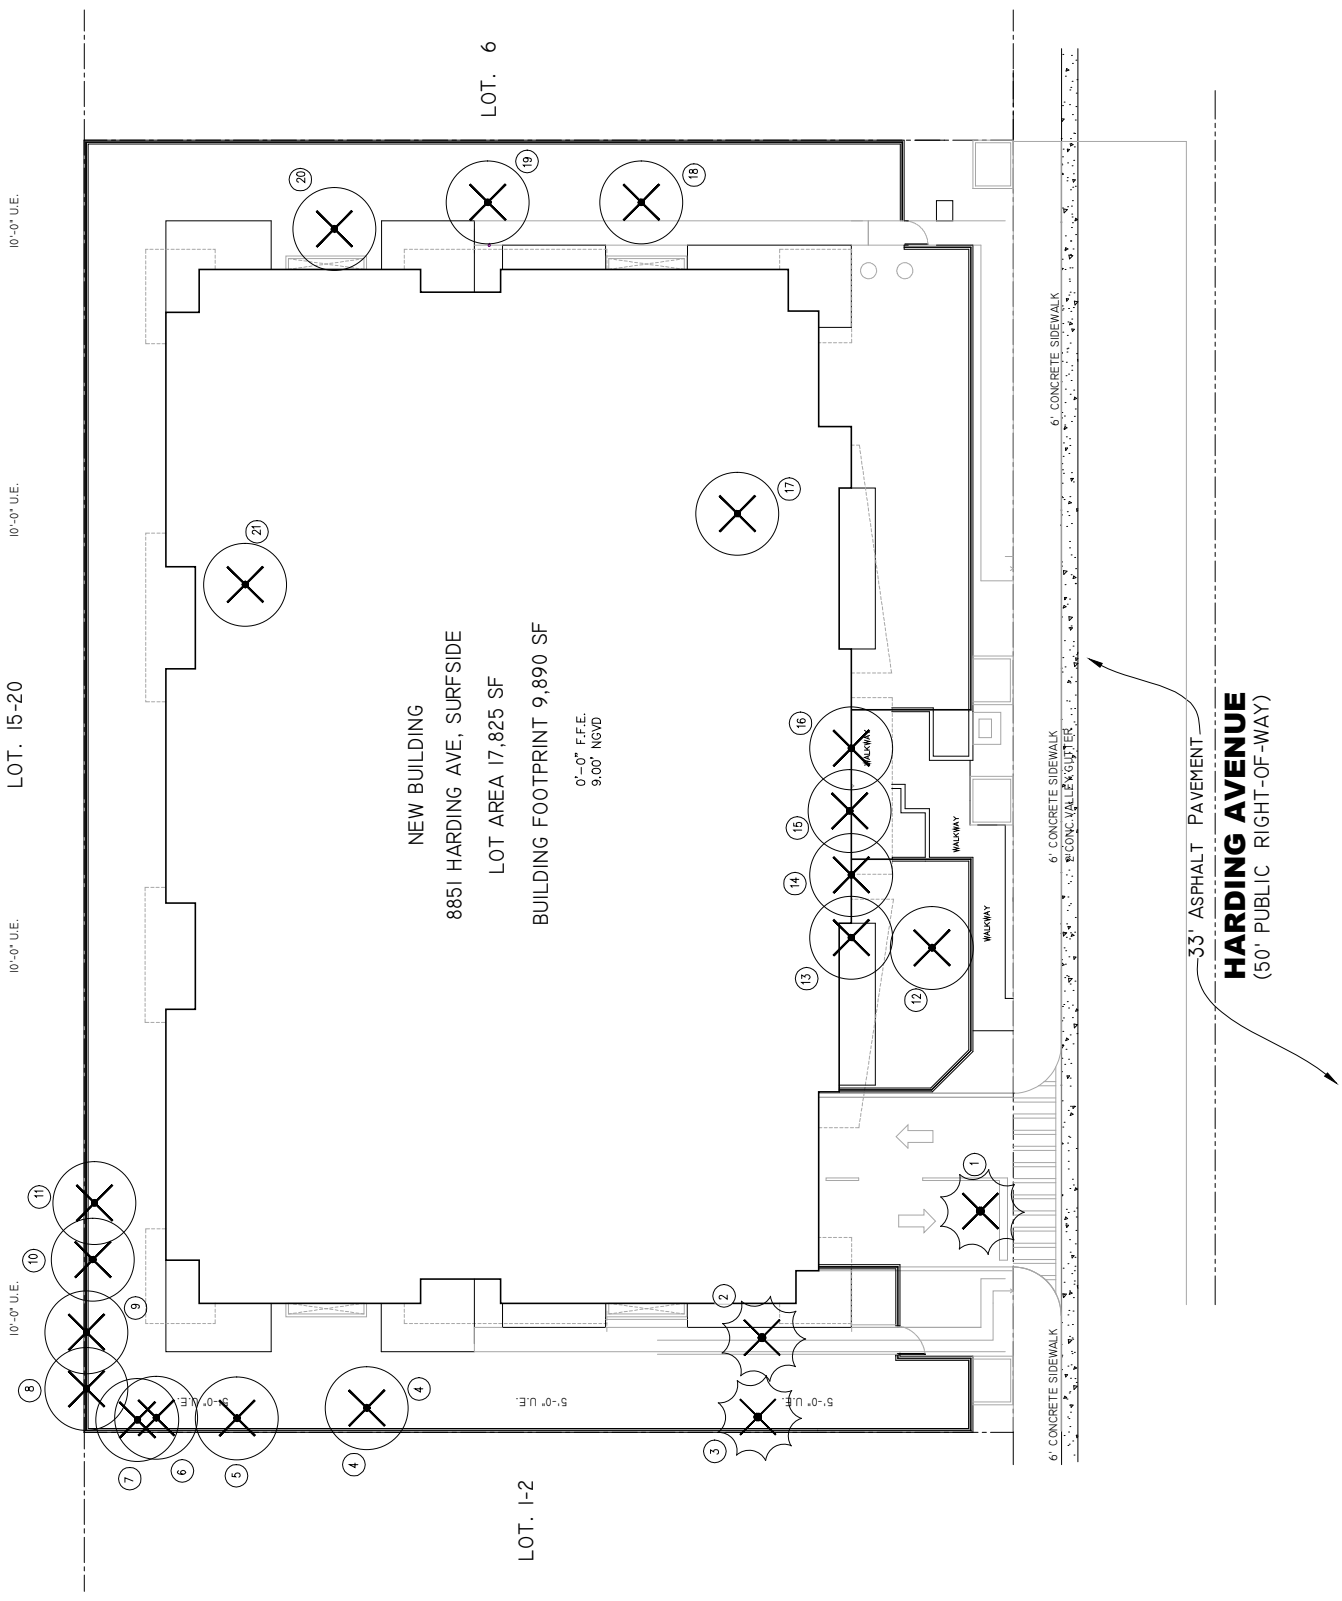 LOT. 15-20
10'-0" U.E.
10'-0" U.E.
10'-0" U.E.
10'-0" U.E.
LOT. 6
LOT. 1-2
NEW BUILDING
8851 HARDING AVE, SURFSIDE
LOT AREA 17,825 SF
BUILDING FOOTPRINT 9,890 SF
0'-0" F.F.E.
9.00' NGVD
1
2
3
4
4
5
6
7
8
9
10
11
12
13
14
15
16
17
18
19
20
21
5'-0" U.E.
5'-0" U.E.
5'-0" U.E.
WALKWAY
WALKWAY
WALKWAY
6' CONCRETE SIDEWALK
6' CONCRETE SIDEWALK
2' CONC.VALLEY GUTTER
6' CONCRETE SIDEWALK
33' ASPHALT PAVEMENT
HARDING AVENUE
(50' PUBLIC RIGHT-OF-WAY)